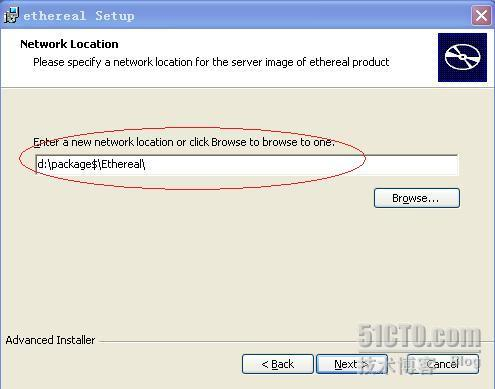 ethereal Setup
Network Location
Please specify a network location for the server image of ethereal product
Enter a new network location or click Browse to browse to one.
d:\package$\Ethereal\
Browse...
Advanced Installer
< Back
Next >
Cancel
51CTO.com
技术博客 Blog